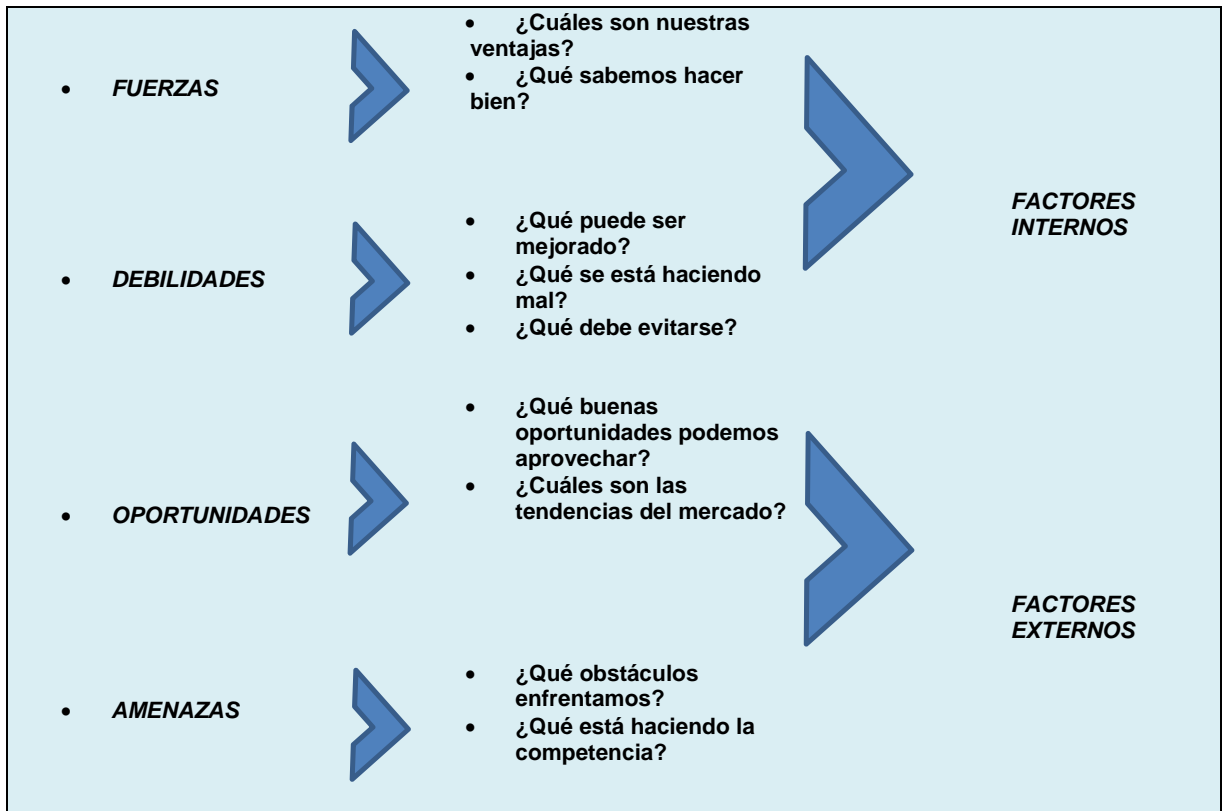 • ¿Cuáles son nuestras
ventajas?
• ¿Qué sabemos hacer
bien?
• FUERZAS
FACTORES
INTERNOS
• ¿Qué puede ser
mejorado?
• ¿Qué se está haciendo
mal?
• ¿Qué debe evitarse?
• DEBILIDADES
• ¿Qué buenas
oportunidades podemos
aprovechar?
• ¿Cuáles son las
tendencias del mercado?
• OPORTUNIDADES
FACTORES
EXTERNOS
• ¿Qué obstáculos
enfrentamos?
• ¿Qué está haciendo la
competencia?
• AMENAZAS